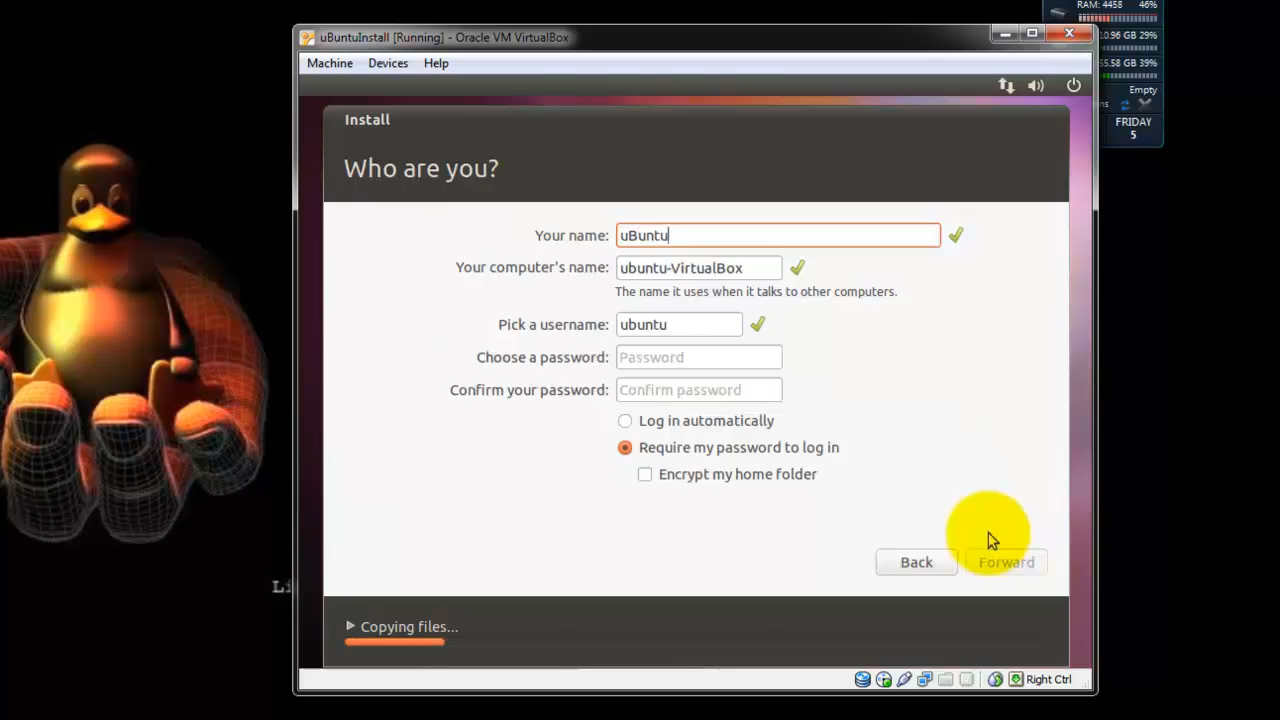 RAM: 4458 46%
uBuntuInstall [Running] - Oracle VM VirtualBox
10.96 GB 29%
Machine Devices Help
55.58 GB 39%
Empty
Install
FRIDAY
5
Who are you?
Your name: uBuntu
Your computer's name: ubuntu-VirtualBox
The name it uses when it talks to other computers.
Pick a username: ubuntu
Choose a password: Password
Confirm your password: Confirm password
Log in automatically
Require my password to log in
Encrypt my home folder
Back Forward
Li
Copying files...
Right Ctrl